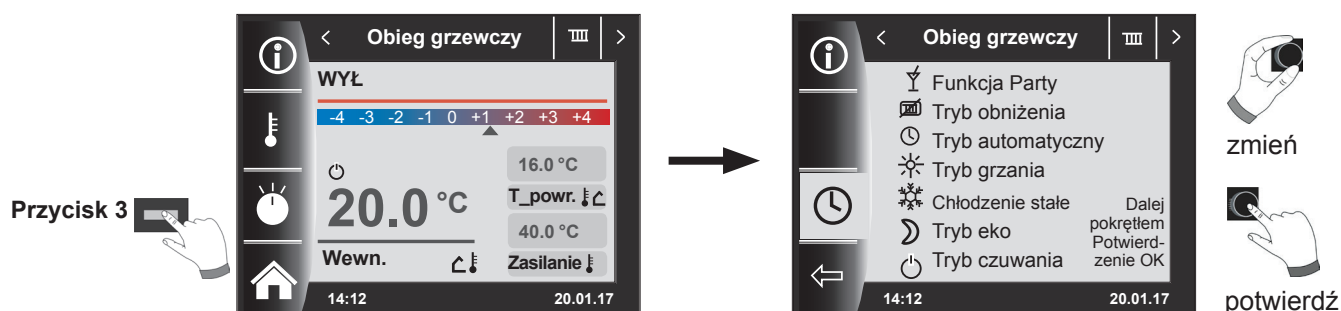 Przycisk 3
< Obieg grzewczy >
WYŁ
-4 -3 -2 -1 0 +1 +2 +3 +4
16.0 °C
T_powr.
20.0 °C
40.0 °C
Wewn.
Zasilanie
14:12 20.01.17
< Obieg grzewczy >
Funkcja Party
Tryb obniżenia
Tryb automatyczny
Tryb grzania
Chłodzenie stałe
Tryb eko
Tryb czuwania
Dalej
pokrętłem
Potwierd-
zenie OK
14:12 20.01.17
zmień
potwierdź